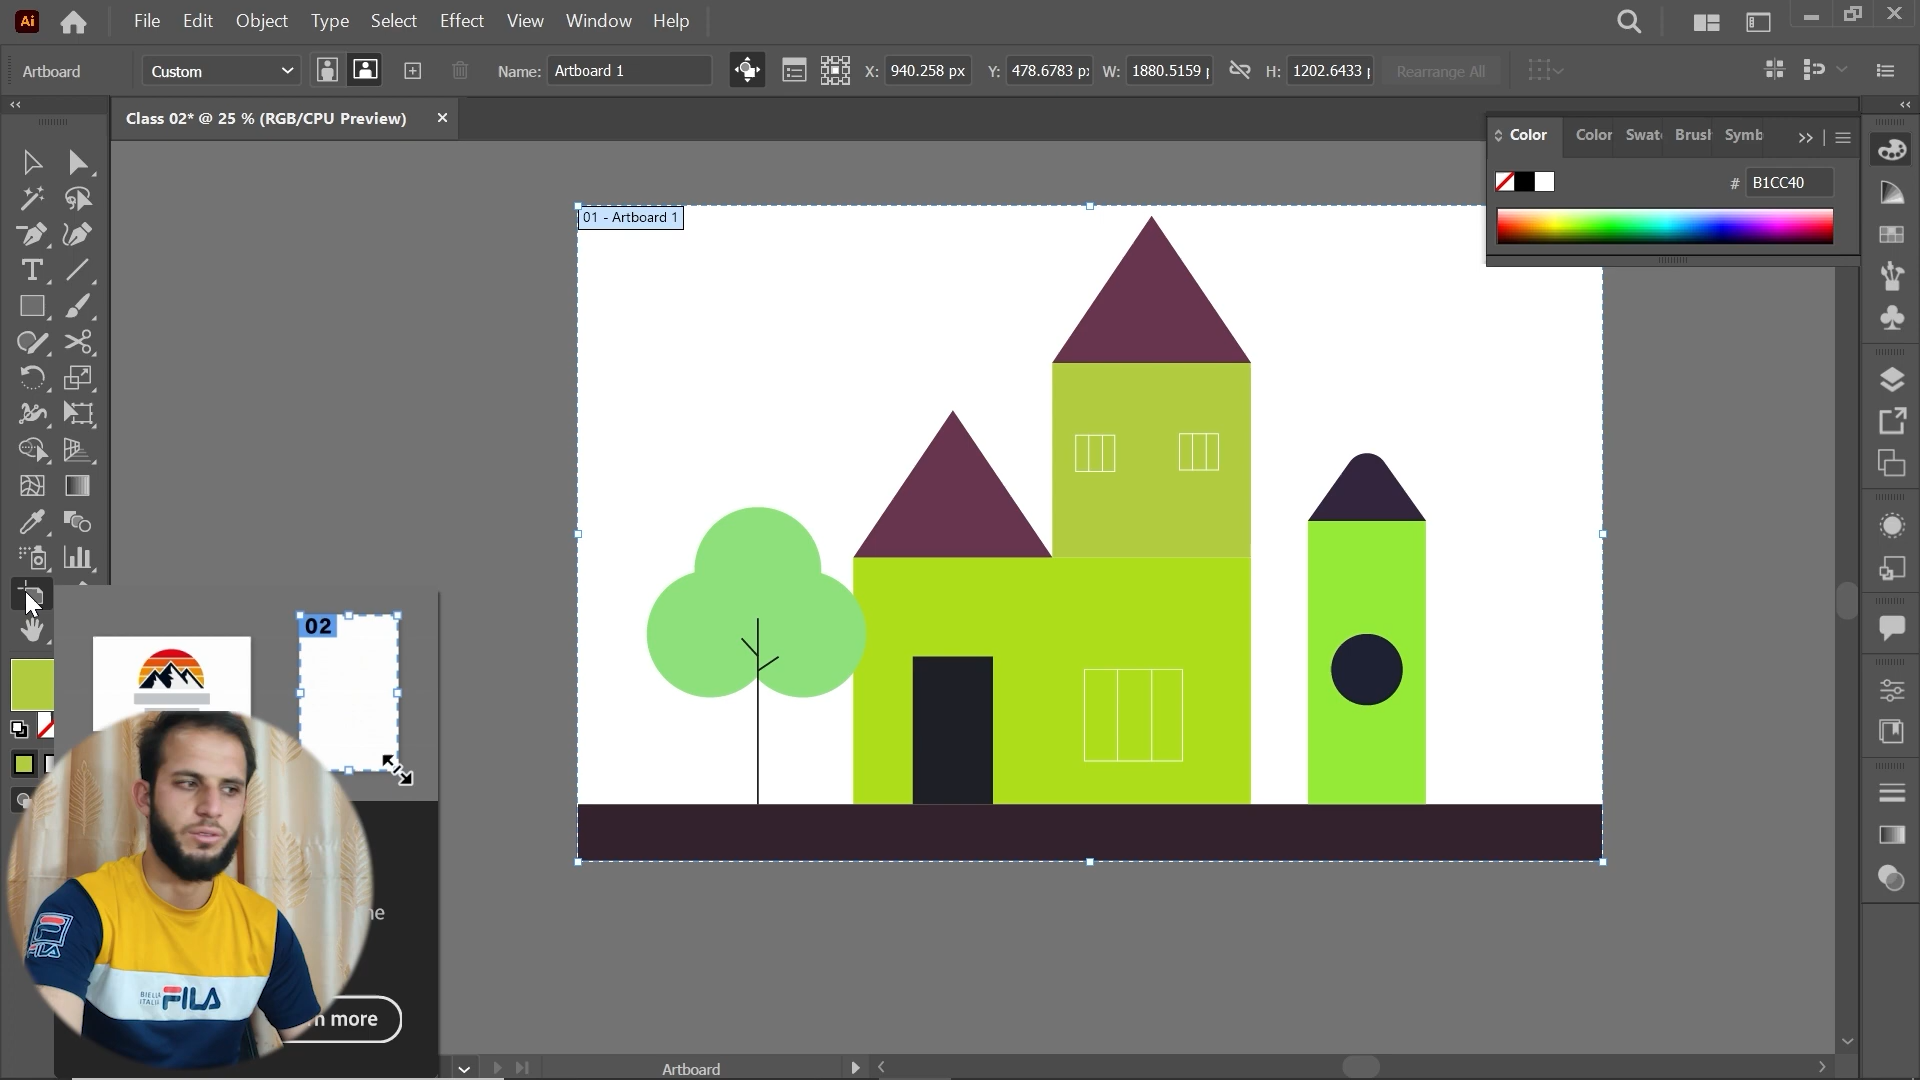 Ai File Edit Object Type Select Effect View Window Help
Artboard Custom Name: Artboard 1 X: 940.258 px Y: 478.6783 p W: 1880.5159 H: 1202.6433 Rearrange All
Class 02* @ 25 % (RGB/CPU Preview)
Color Color Swat Brush Symb
# B1CC40
01 - Artboard 1
02
FILA
BIELLA
ITALIA
FILA
n more
Artboard